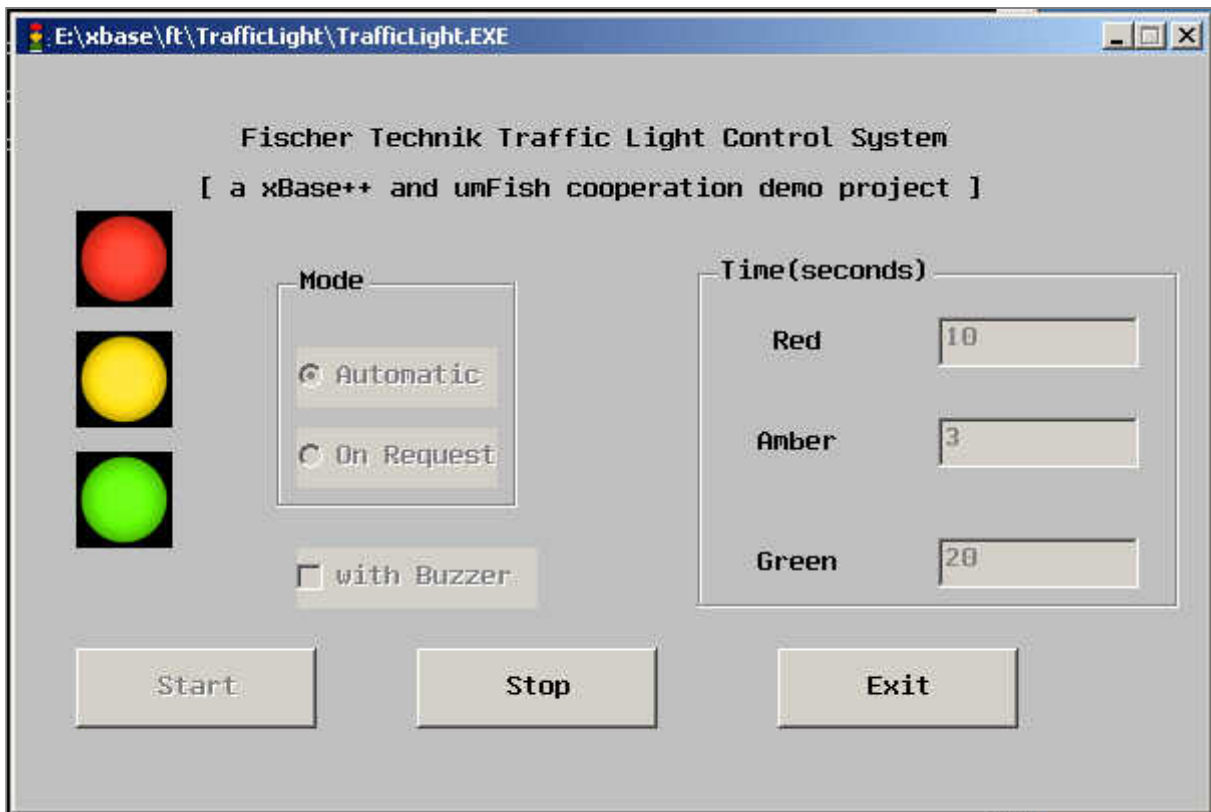 E:\xbase\ft\TrafficLight\TrafficLight.EXE
Fischer Technik Traffic Light Control System
[ a xBase++ and umFish cooperation demo project ]
Mode
Automatic
On Request
with Buzzer
Time(seconds)
Red 10
Amber 3
Green 20
Start Stop Exit